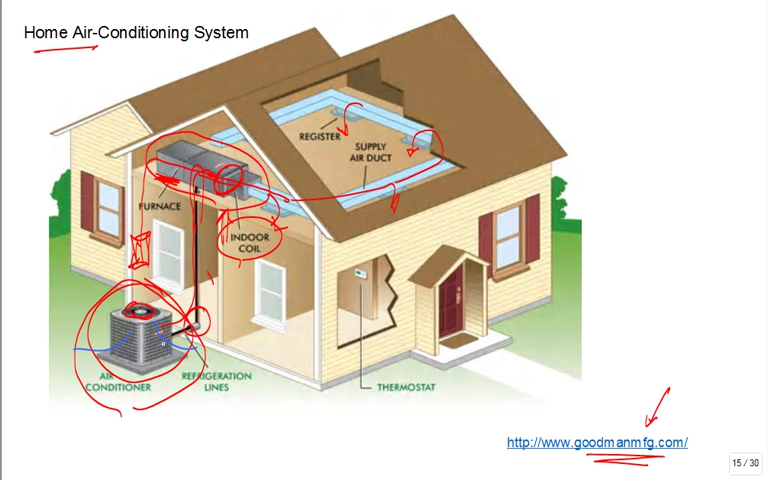 Home Air-Conditioning System
REGISTER
SUPPLY
AIR DUCT
FURNACE
INDOOR
COIL
AIR
CONDITIONER
REFRIGERATION
LINES
THERMOSTAT
http://www.goodmanmfg.com/
15 / 30